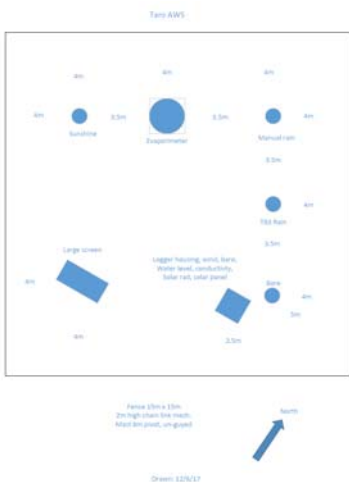 Taro AWS
4m
4m
4m
4m
3.5m
3.5m
4m
Sunshine
Evaporimeter
Manual rain
3.5m
4m
TBS Rain
3.5m
Large screen
Logger housing, wind, baro,
Water level, conductivity,
Solar rad, solar panel
Bore
4m
4m
5m
4m
3.5m
Fence 15m x 15m
2m high chain link mesh.
Mast 8m pivot, un-guyed
North
Drawn: 12/6/17